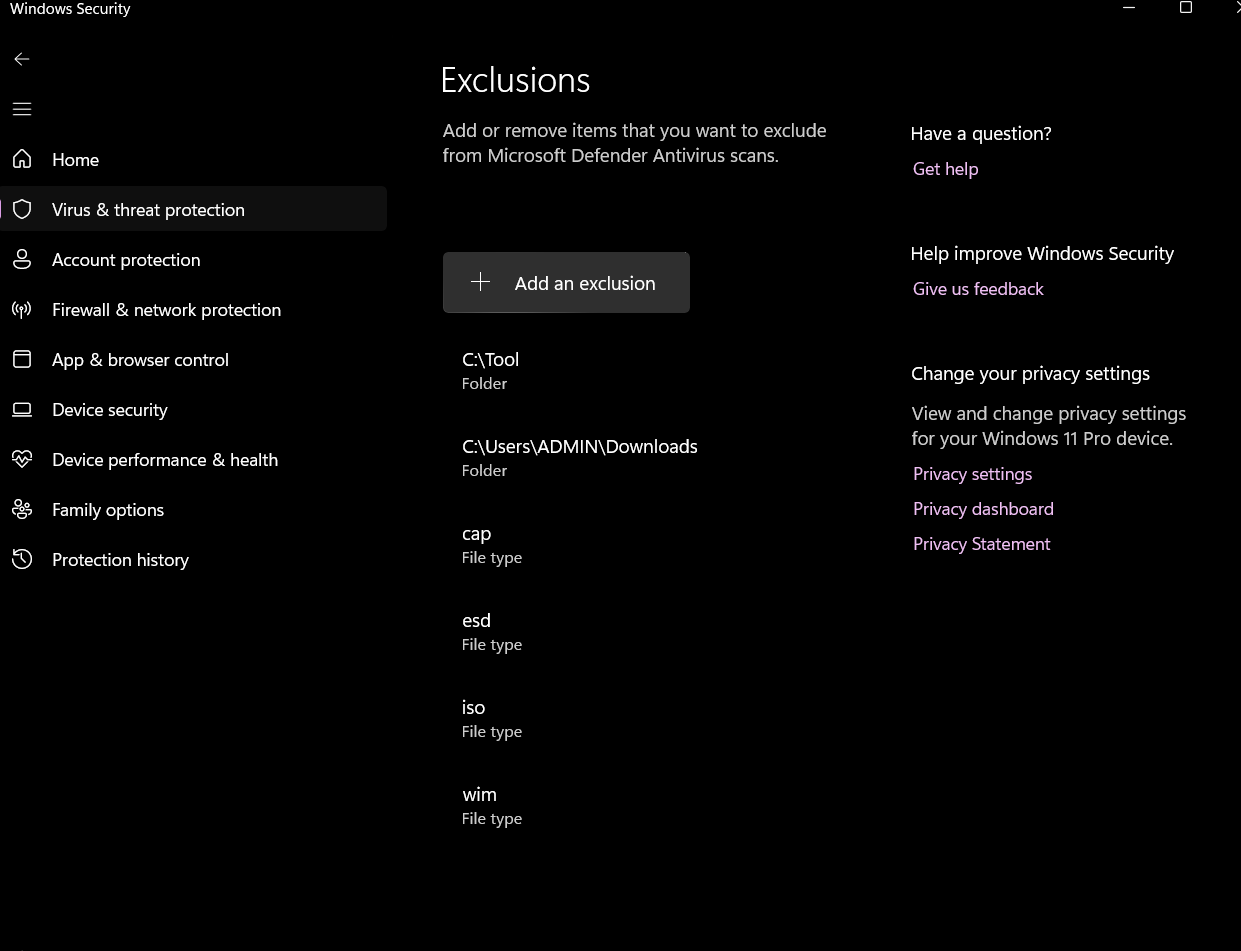 Windows Security
Home
Virus & threat protection
Account protection
Firewall & network protection
App & browser control
Device security
Device performance & health
Family options
Protection history
Exclusions
Add or remove items that you want to exclude
from Microsoft Defender Antivirus scans.
Add an exclusion
C:\Tool
Folder
C:\Users\ADMIN\Downloads
Folder
cap
File type
esd
File type
iso
File type
wim
File type
Have a question?
Get help
Help improve Windows Security
Give us feedback
Change your privacy settings
View and change privacy settings
for your Windows 11 Pro device.
Privacy settings
Privacy dashboard
Privacy Statement